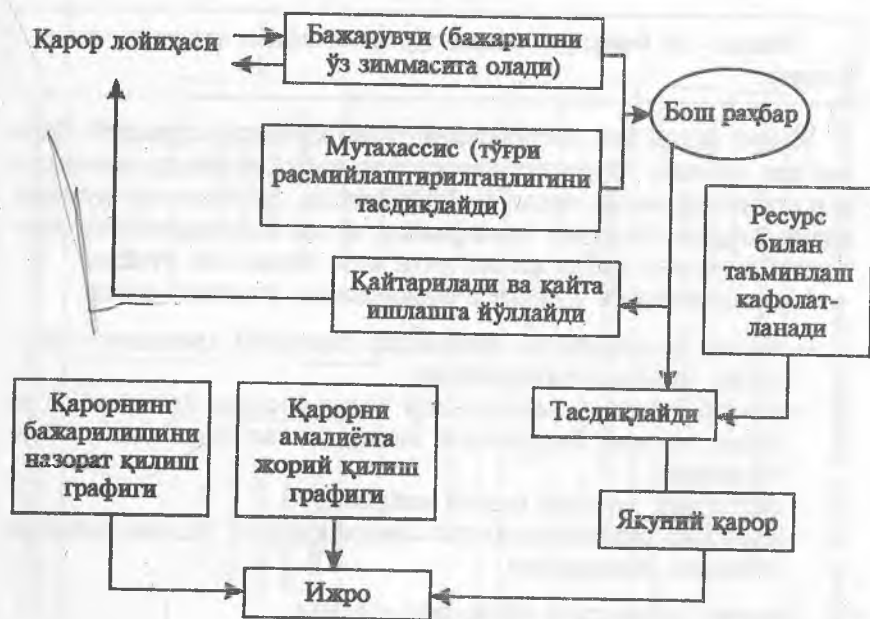 Қарор лойиҳаси
Бажарувчи (бажаришни
ўз зиммасига олади)
Бош раҳбар
Мутахассис (тўғри
расмийлаштирилганлигини
тасдиқлайди)
Ресурс
билан
таъминлаш
кафолат-
ланади
Қайтарилади ва қайта
ишлашга йўллайди
Қарорнинг
бажарилишини
назорат қилиш
графиги
Қарорни
амалиётга
жорий қилиш
графиги
Тасдиқлайди
Якуний қарор
Ижро